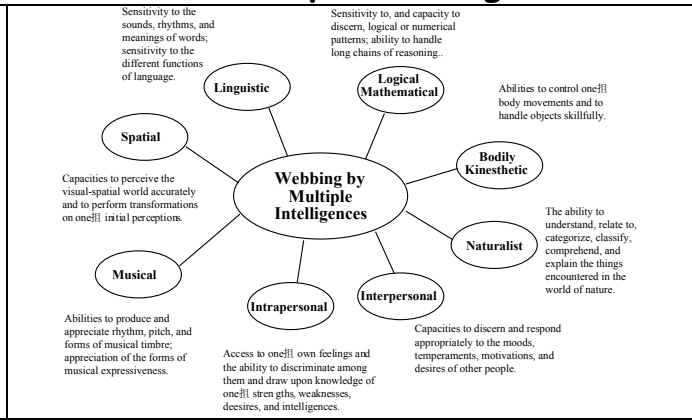 Sensitivity to the
sounds, rhythms, and
meanings of words;
sensitivity to the
different functions
of language.
Sensitivity to, and capacity to
discern, logical or numerical
patterns; ability to handle
long chains of reasoning..
Linguistic
Logical
Mathematical
Abilities to control one抯
body movements and to
handle objects skillfully.
Spatial
Bodily
Kinesthetic
Capacities to perceive the
visual-spatial world accurately
and to perform transformations
on one抯 initial perceptions.
Webbing by
Multiple
Intelligences
The ability to
understand, relate to,
categorize, classify,
comprehend, and
explain the things
encountered in the
world of nature.
Naturalist
Musical
Intrapersonal
Interpersonal
Abilities to produce and
appreciate rhythm, pitch, and
forms of musical timbre;
appreciation of the forms of
musical expressiveness.
Access to one抯 own feelings and
the ability to discriminate among
them and draw upon knowledge of
one抯 stren gths, weaknesses,
deesires, and intelligences.
Capacities to discern and respond
appropriately to the moods,
temperaments, motivations, and
desires of other people.